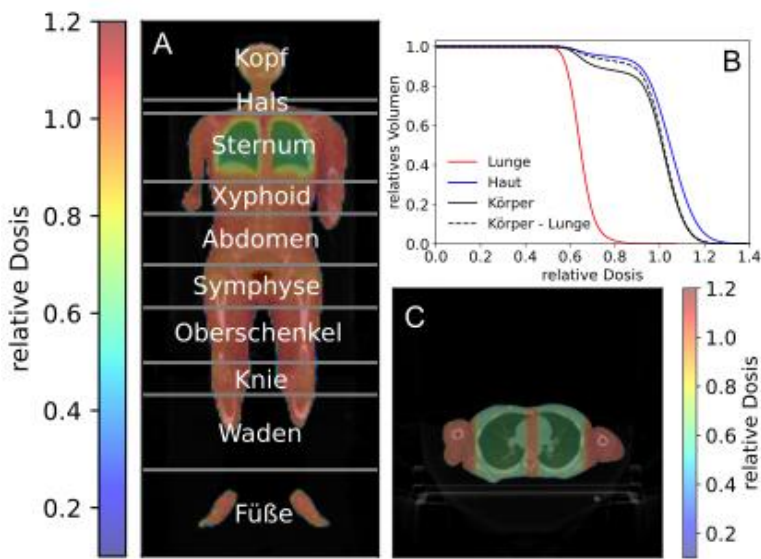 1.2
1.0
0.8
0.6
0.4
0.2
relative Dosis
A
Kopf
Hals
Sternum
Xyphoid
Abdomen
Symphyse
Oberschenkel
Knie
Waden
Füße
B
1.0
0.8
0.6
0.4
0.2
0.0
relatives Volumen
Lunge
Haut
Körper
Körper - Lunge
0.0 0.2 0.4 0.6 0.8 1.0 1.2 1.4
relative Dosis
C
1.2
1.0
0.8
0.6
0.4
0.2
relative Dosis